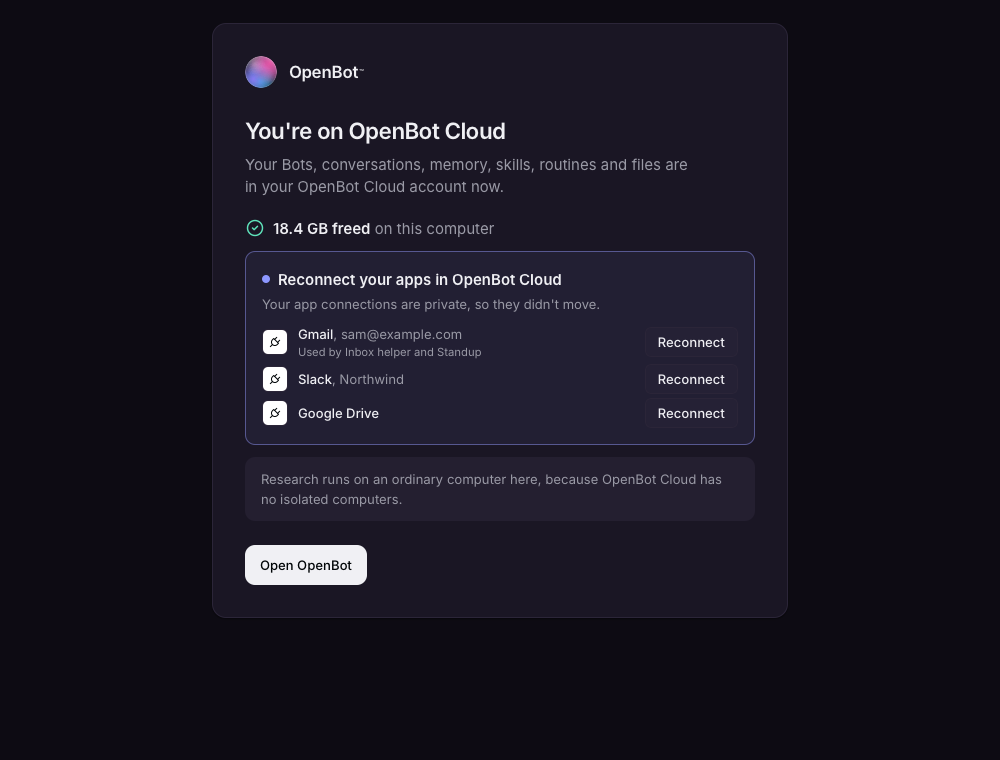 OpenBot™
You're on OpenBot Cloud
Your Bots, conversations, memory, skills, routines and files are
in your OpenBot Cloud account now.
18.4 GB freed on this computer
Reconnect your apps in OpenBot Cloud
Your app connections are private, so they didn't move.
Gmail, sam@example.com
Used by Inbox helper and Standup
Reconnect
Slack, Northwind
Reconnect
Google Drive
Reconnect
Research runs on an ordinary computer here, because OpenBot Cloud has
no isolated computers.
Open OpenBot